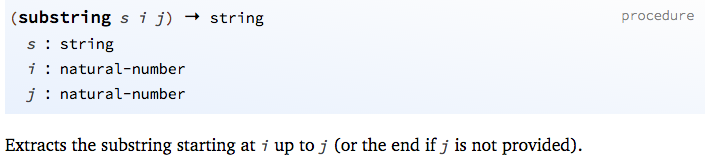 (substring s i j) → string procedure
s : string
i : natural-number
j : natural-number
Extracts the substring starting at i up to j (or the end if j is not provided).